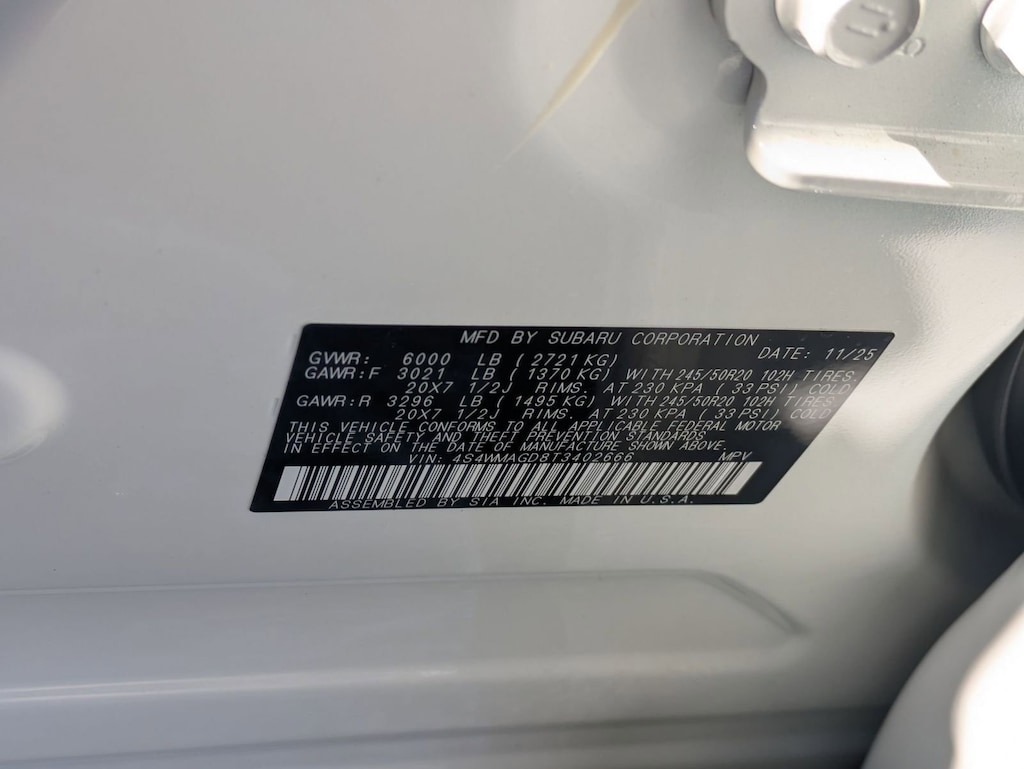 MFD BY SUBARU CORPORATION
GVWR: 6000 LB (2721KG) DATE: 11/25
GAWR:F 3021 LB (1370 KG) WITH 245/50R20 102H TIRES,
20X7 1/2J RIMS. AT 230 KPA (33 PSI) COLD
GAWR:R 3296 LB (1495 KG) WITH 245/50R20 102H TIRES,
20X7 1/2J RIMS. AT 230 KPA (33 PSI) COLD
THIS VEHICLE CONFORMS TO ALL APPLICABLE FEDERAL MOTOR
VEHICLE SAFETY AND THEFT PREVENTION STANDARDS
IN EFFECT ON THE DATE OF MANUFACTURE SHOWN ABOVE.
VIN: 4S4WMAGD8T3402666 MPV
ASSEMBLED BY SIA INC. MADE IN U.S.A.